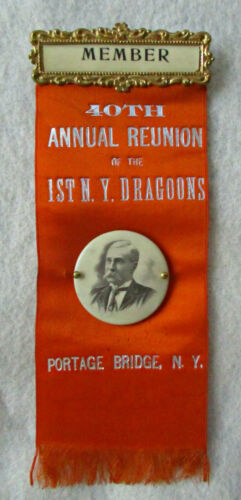 MEMBER
40TH
ANNUAL REUNION
OF THE
1ST N. Y. DRAGOONS
PORTAGE BRIDGE, N. Y.